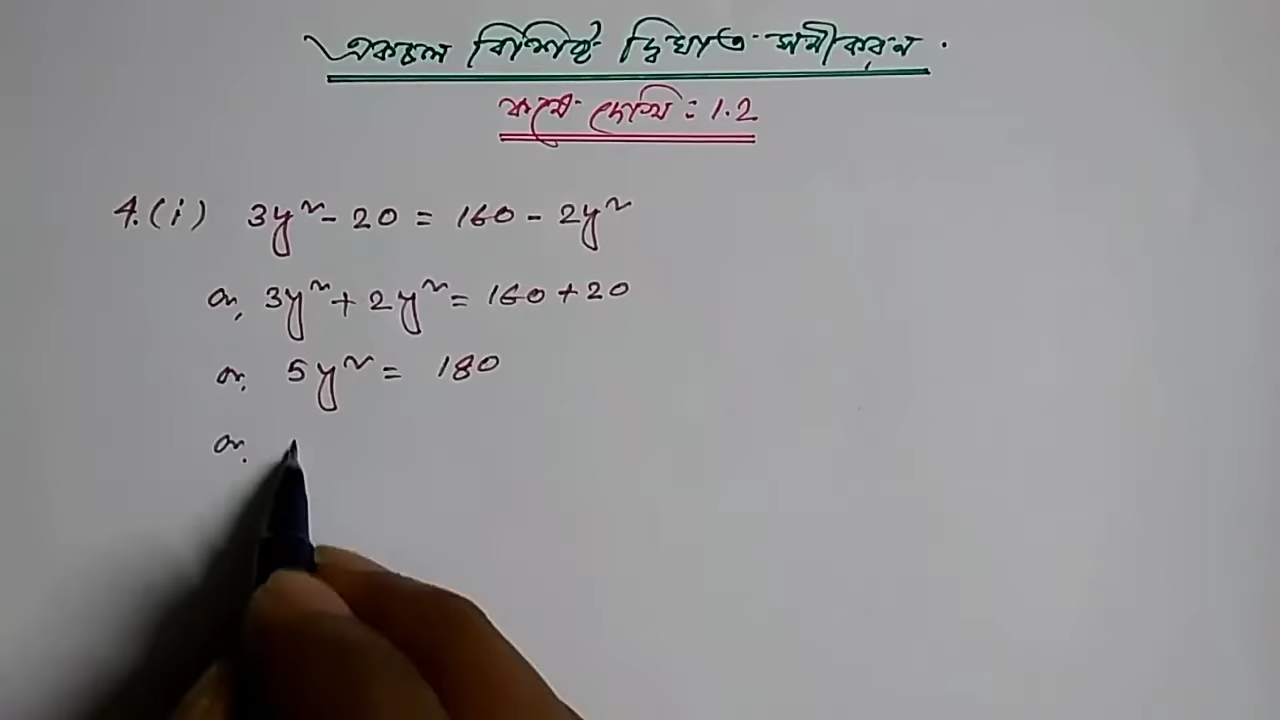 একচল বিশিষ্ট দ্বিঘাত সমীকরন.
কষে দেখি : 1.2
4.(i) 3y² - 20 = 160 - 2y²
or, 3y² + 2y² = 160 + 20
or, 5y² = 180
or,